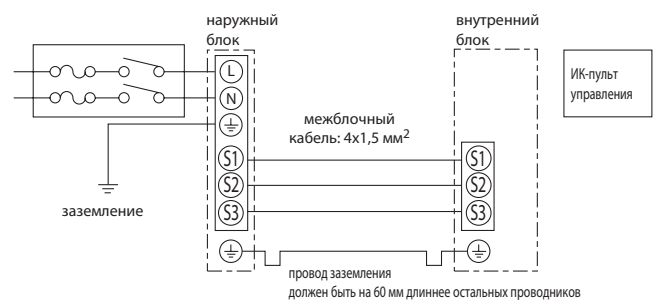 наружный
блок
внутренний
блок
ИК-пульт
управления
L
N
межблочный
кабель: 4x1,5 мм²
S1
S2
S3
S1
S2
S3
заземление
провод заземления
должен быть на 60 мм длиннее остальных проводников